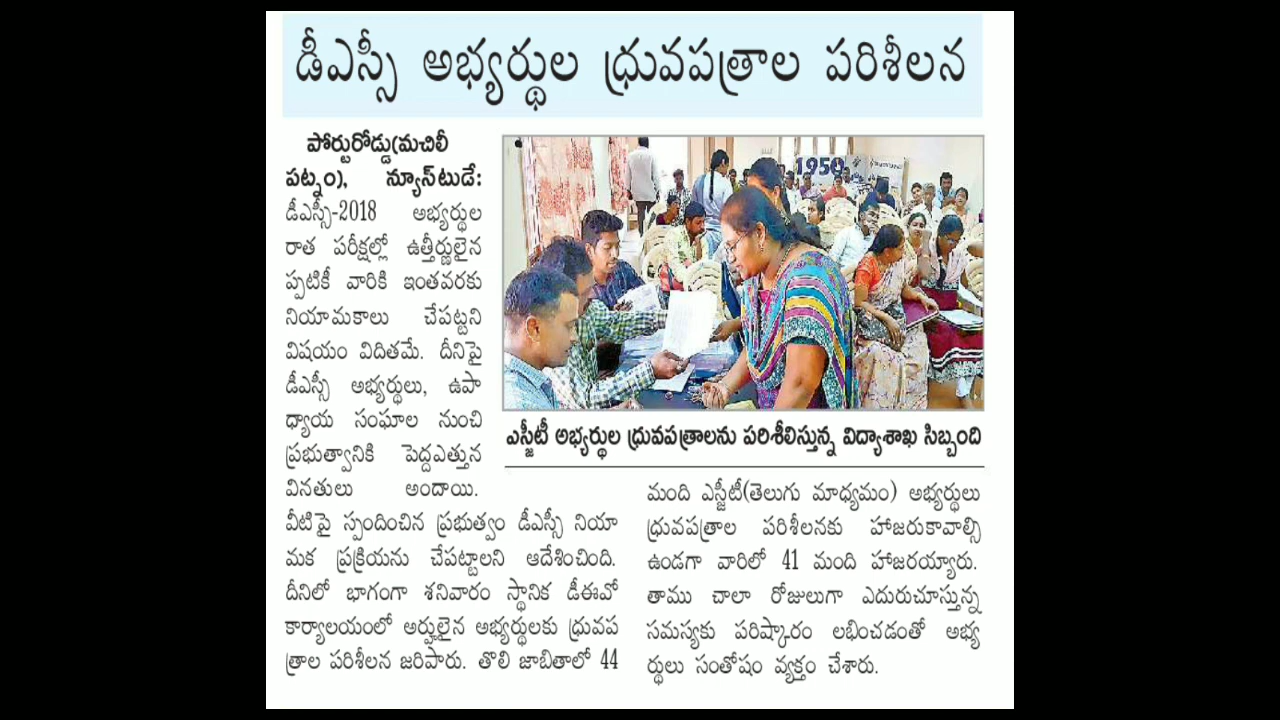 డీఎస్సీ అభ్యర్థుల ధ్రువపత్రాల పరిశీలన
పోర్టురోడ్డు(మచిలీ
పట్నం), న్యూస్‌టుడే:
డీఎస్సీ-2018 అభ్యర్థుల
రాత పరీక్షల్లో ఉత్తీర్ణులైన
ప్పటికీ వారికి ఇంతవరకు
నియామకాలు చేపట్టని
విషయం విదితమే. దీనిపై
డీఎస్సీ అభ్యర్థులు, ఉపా
ధ్యాయ సంఘాల నుంచి
ప్రభుత్వానికి పెద్దఎత్తున
వినతులు అందాయి.
వీటిపై స్పందించిన ప్రభుత్వం డీఎస్సీ నియా
మక ప్రక్రియను చేపట్టాలని ఆదేశించింది.
దీనిలో భాగంగా శనివారం స్థానిక డీఈవో
కార్యాలయంలో అర్హులైన అభ్యర్థులకు ధ్రువప
త్రాల పరిశీలన జరిపారు. తొలి జాబితాలో 44
1950
ఎస్జీటీ అభ్యర్థుల ధ్రువపత్రాలను పరిశీలిస్తున్న విద్యాశాఖ సిబ్బంది
మంది ఎస్జీటీ(తెలుగు మాధ్యమం) అభ్యర్థులు
ధ్రువపత్రాల పరిశీలనకు హాజరుకావాల్సి
ఉండగా వారిలో 41 మంది హాజరయ్యారు.
తాము చాలా రోజులుగా ఎదురుచూస్తున్న
సమస్యకు పరిష్కారం లభించడంతో అభ్య
ర్థులు సంతోషం వ్యక్తం చేశారు.